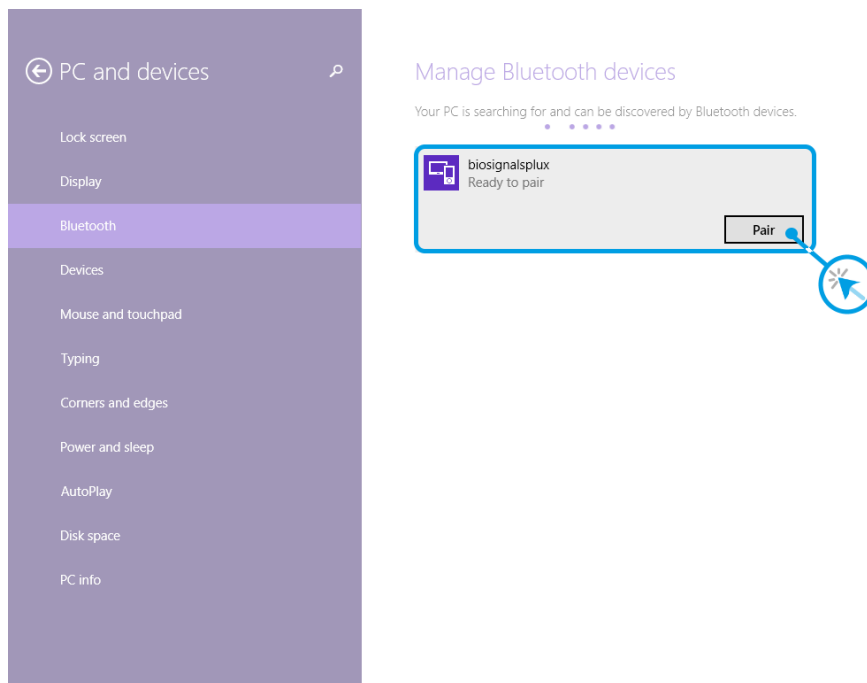 PC and devices
Lock screen
Display
Bluetooth
Devices
Mouse and touchpad
Typing
Corners and edges
Power and sleep
AutoPlay
Disk space
PC info
Manage Bluetooth devices
Your PC is searching for and can be discovered by Bluetooth devices.
biosignalsplux
Ready to pair
Pair